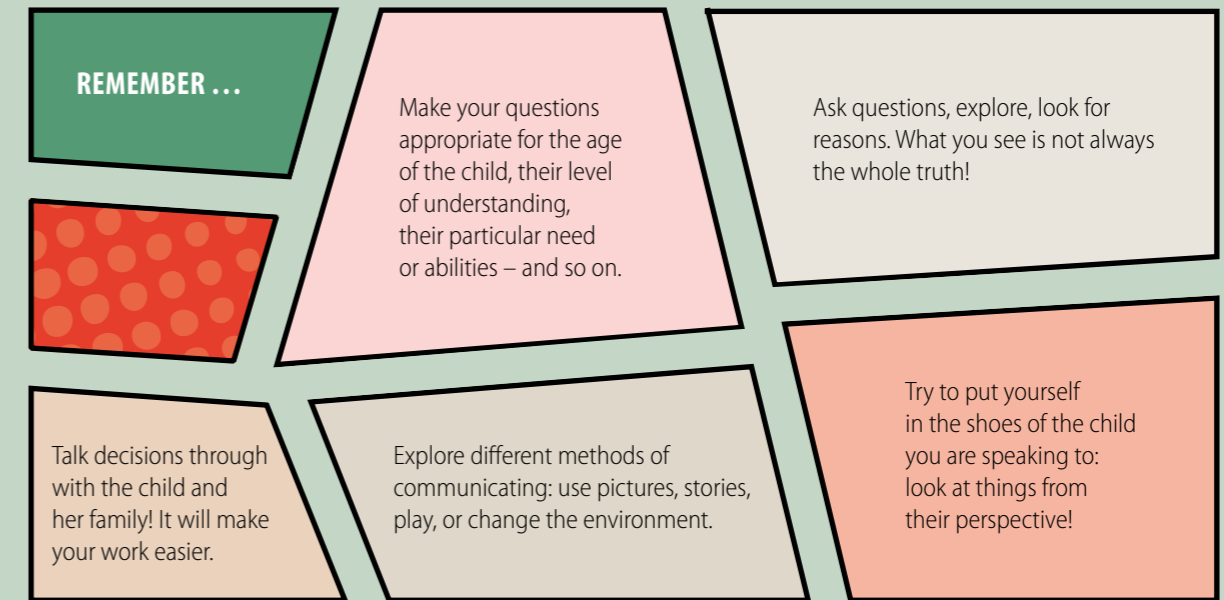 REMEMBER …
Make your questions
appropriate for the age
of the child, their level
of understanding,
their particular need
or abilities – and so on.
Ask questions, explore, look for
reasons. What you see is not always
the whole truth!
Talk decisions through
with the child and
her family! It will make
your work easier.
Explore different methods of
communicating: use pictures, stories,
play, or change the environment.
Try to put yourself
in the shoes of the child
you are speaking to:
look at things from
their perspective!